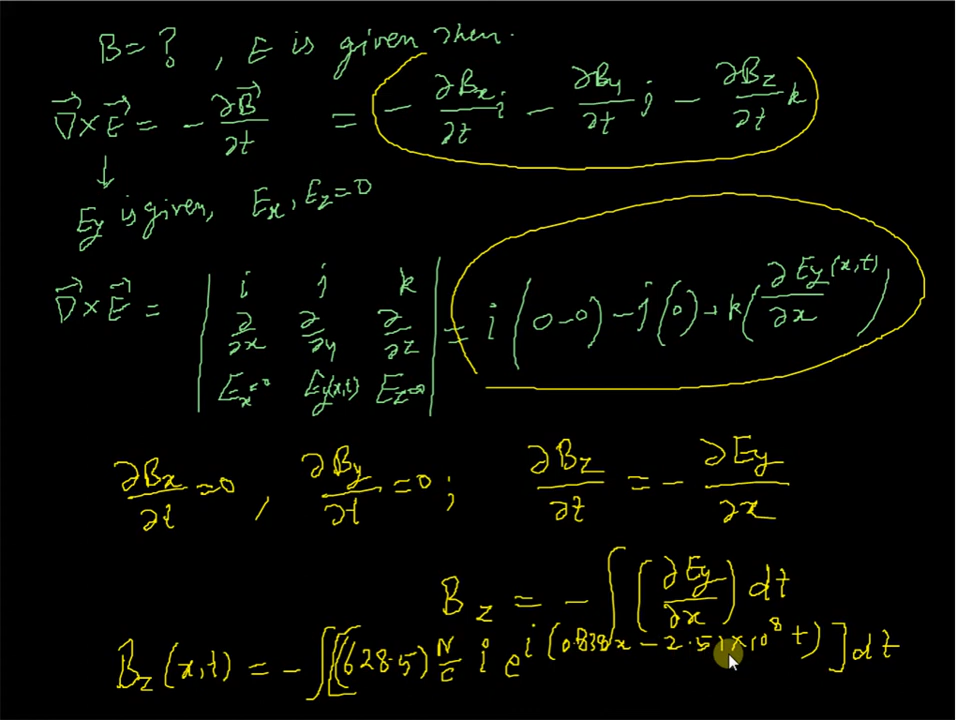 B = ? , E is given then.
∇⃗ × E⃗ = − ∂B⃗/∂t = − ∂Bx/∂t i − ∂By/∂t j − ∂Bz/∂t k
↓
Ey is given, Ex, Ez = 0
∇⃗ × E⃗ = | i j k ; ∂/∂x ∂/∂y ∂/∂z ; Ex=0 Ey(x,t) Ez=0 | = i (0−0) − j (0) + k (∂Ey(x,t)/∂x)
∂Bx/∂t = 0 , ∂By/∂t = 0 ; ∂Bz/∂t = − ∂Ey/∂x
Bz = − ∫ (∂Ey/∂x) dt
Bz (x,t) = − ∫ [(628.5) N/C i e^i (0.838x − 2.51×10^8 t) ] dt